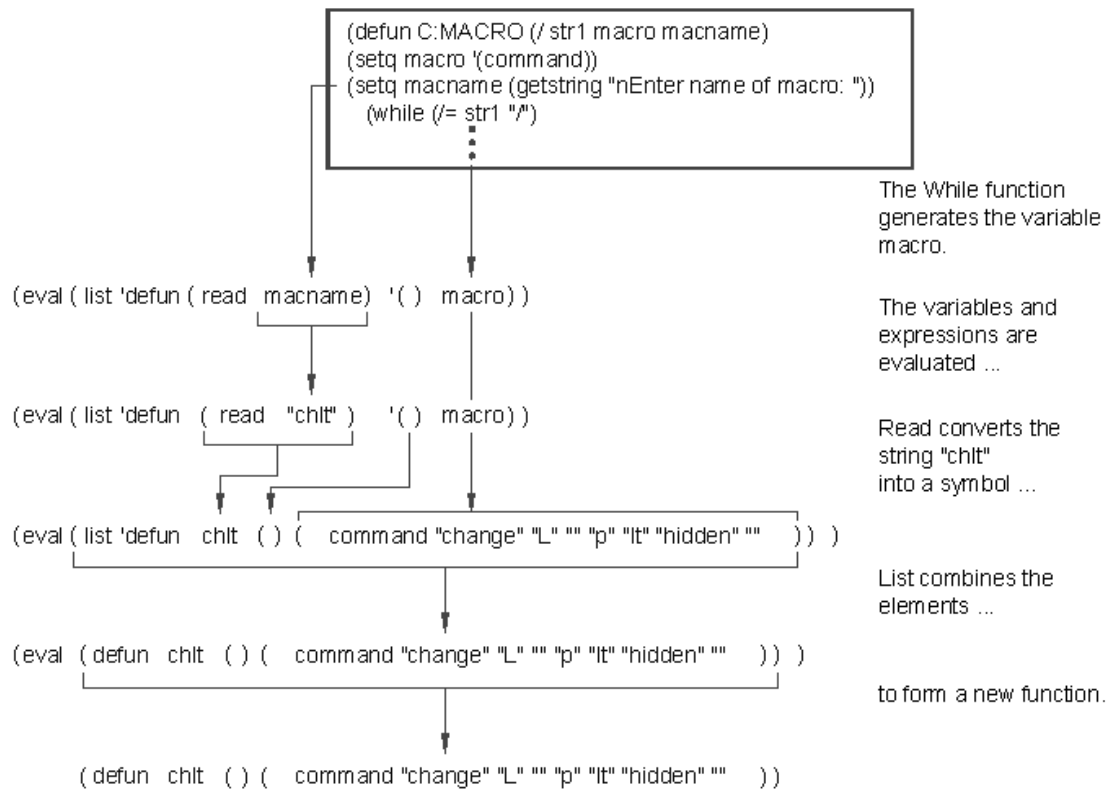 (defun C:MACRO (/ str1 macro macname)
(setq macro '(command))
(setq macname (getstring "nEnter name of macro: "))
(while (/= str1 "/")
The While function
generates the variable
macro.
(eval ( list 'defun ( read macname) '( ) macro) )
The variables and
expressions are
evaluated ...
(eval ( list 'defun ( read "chlt" ) '( ) macro) )
Read converts the
string "chlt"
into a symbol ...
(eval ( list 'defun chlt ( ) ( command "change" "L" "" "p" "lt" "hidden" "" ) ) )
List combines the
elements ...
(eval ( defun chlt ( ) ( command "change" "L" "" "p" "lt" "hidden" "" ) ) )
to form a new function.
( defun chlt ( ) ( command "change" "L" "" "p" "lt" "hidden" "" ) )